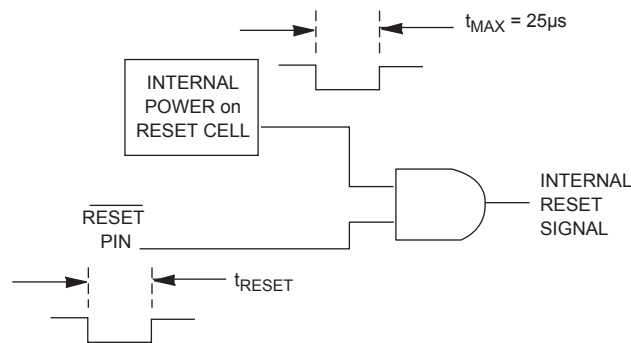 t_MAX = 25µs
INTERNAL
POWER on
RESET CELL
INTERNAL
RESET
SIGNAL
RESET
PIN
t_RESET